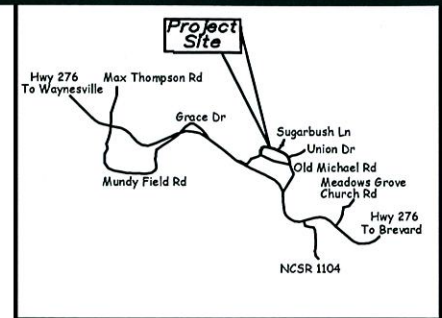 Project
Site
Hwy 276
To Waynesville
Max Thompson Rd
Grace Dr
Sugarbush Ln
Union Dr
Old Michael Rd
Mundy Field Rd
Meadows Grove
Church Rd
Hwy 276
To Brevard
NCSR 1104